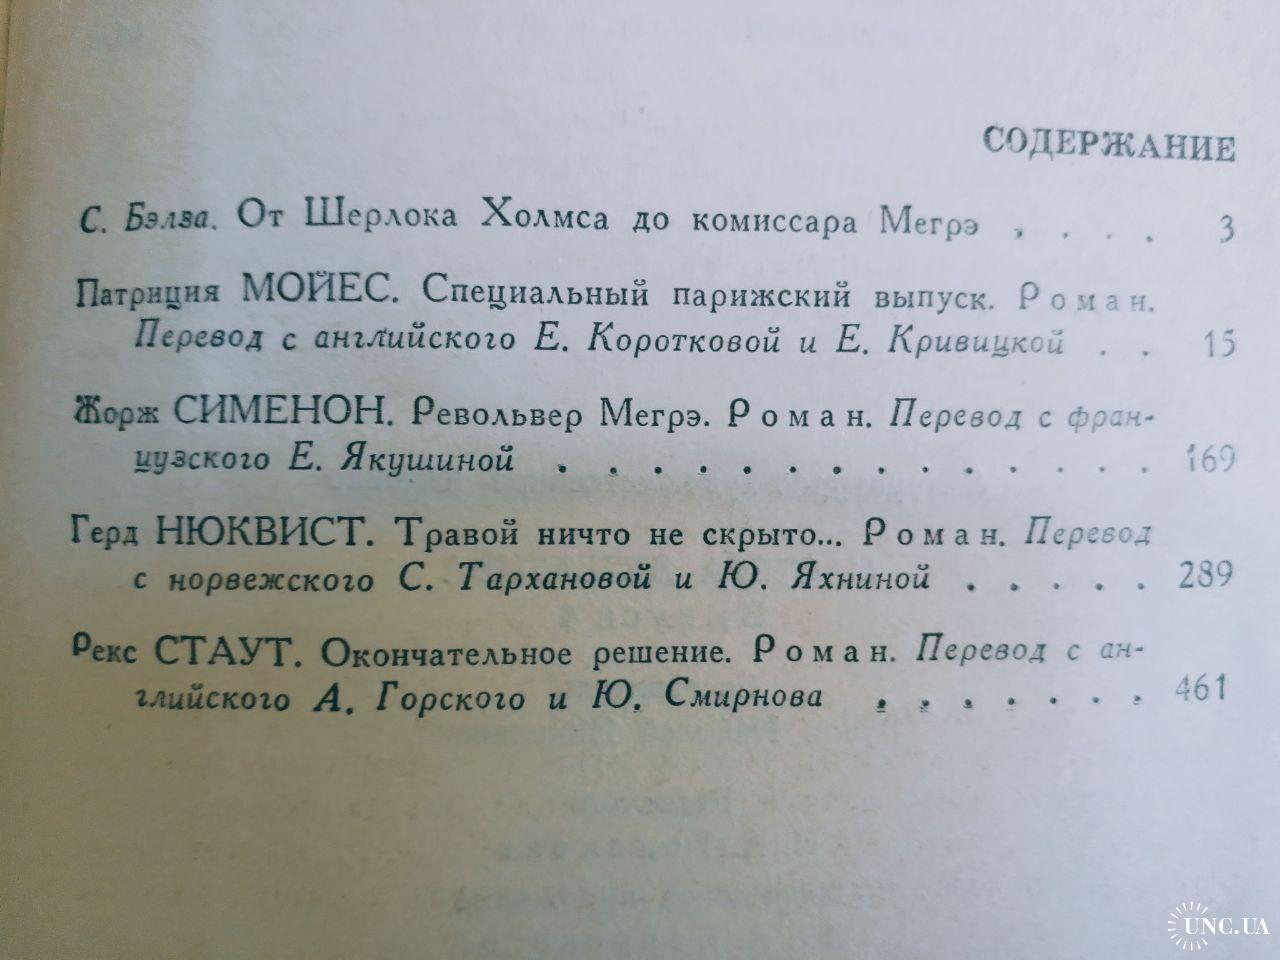 СОДЕРЖАНИЕ
С. Бэлза. От Шерлока Холмса до комиссара Мегрэ . . . . 3
Патриция МОЙЕС. Специальный парижский выпуск. Роман.
Перевод с английского Е. Коротковой и Е. Кривицкой . . 15
Жорж СИМЕНОН. Револьвер Мегрэ. Роман. Перевод с фран-
цузского Е. Якушиной . . . . . . . . . . . . . . 169
Герд НЮКВИСТ. Травой ничто не скрыто... Роман. Перевод
с норвежского С. Тархановой и Ю. Яхниной . . . . . 289
Рекс СТАУТ. Окончательное решение. Роман. Перевод с ан-
глийского А. Горского и Ю. Смирнова . . . . . . . 461
Выпуск 4
UNC.UA